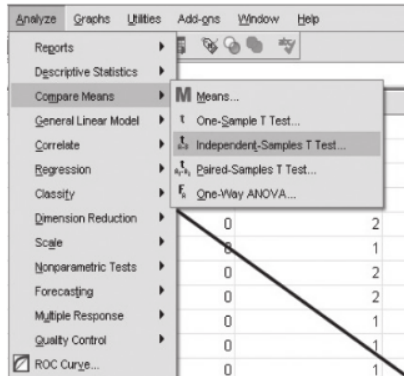 Analyze Graphs Utilities Add-ons Window Help
Reports
Descriptive Statistics
Compare Means
General Linear Model
Correlate
Regression
Classify
Dimension Reduction
Scale
Nonparametric Tests
Forecasting
Multiple Response
Quality Control
ROC Curve...
M Means...
t One-Sample T Test...
Independent-Samples T Test...
Paired-Samples T Test...
One-Way ANOVA...
0 2
0 1
0 2
0 2
0 1
0 1
0 1